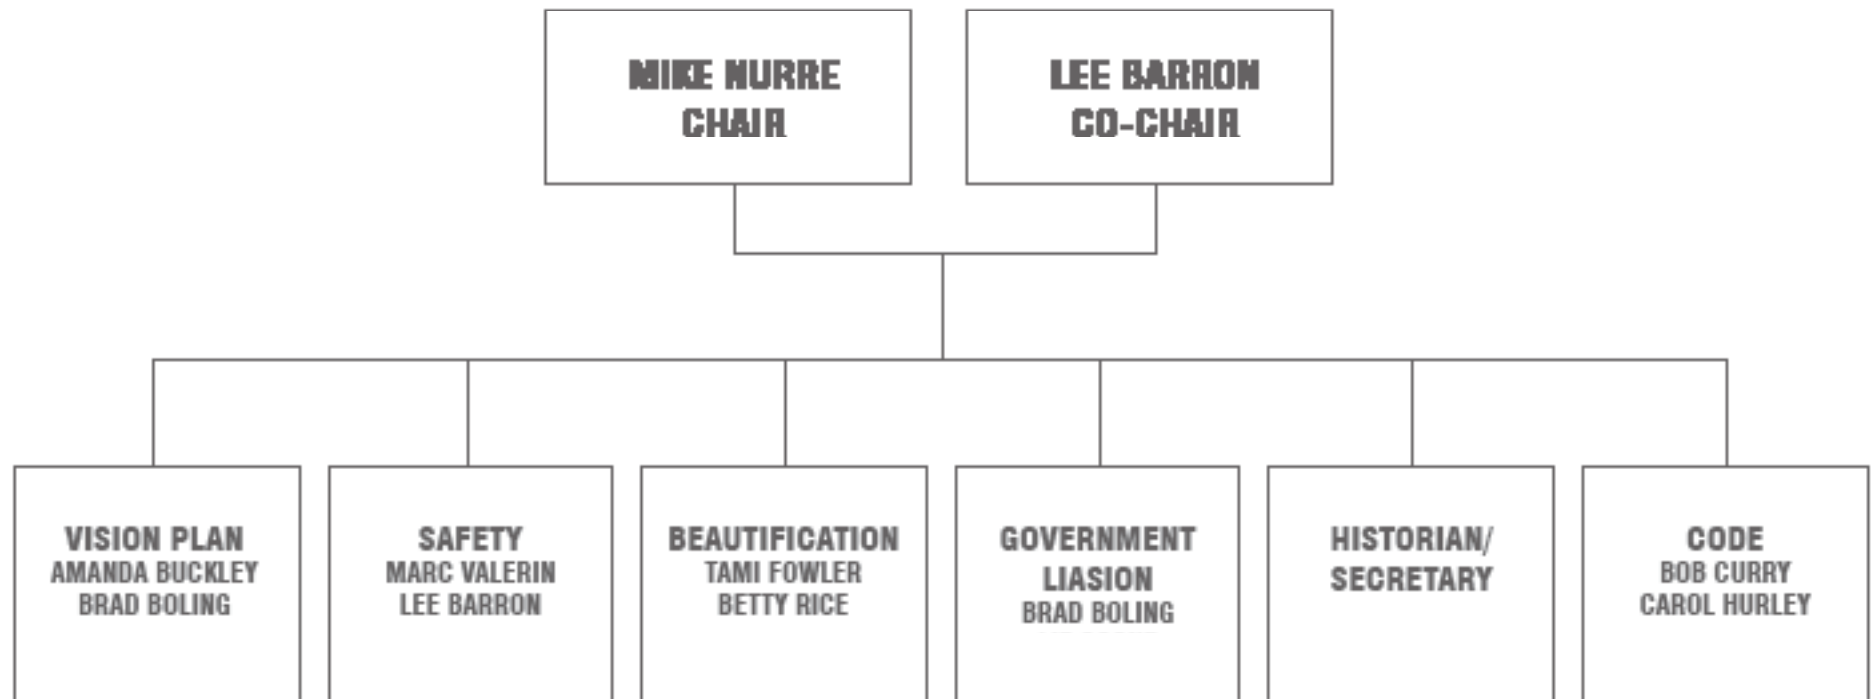 MIKE NURRE
CHAIR
LEE BARRON
CO-CHAIR
VISION PLAN
AMANDA BUCKLEY
BRAD BOLING
SAFETY
MARC VALERIN
LEE BARRON
BEAUTIFICATION
TAMI FOWLER
BETTY RICE
GOVERNMENT
LIASION
BRAD BOLING
HISTORIAN/
SECRETARY
CODE
BOB CURRY
CAROL HURLEY